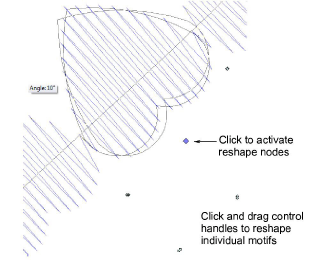 Angle:10°
Click to activate
reshape nodes
Click and drag control
handles to reshape
individual motifs